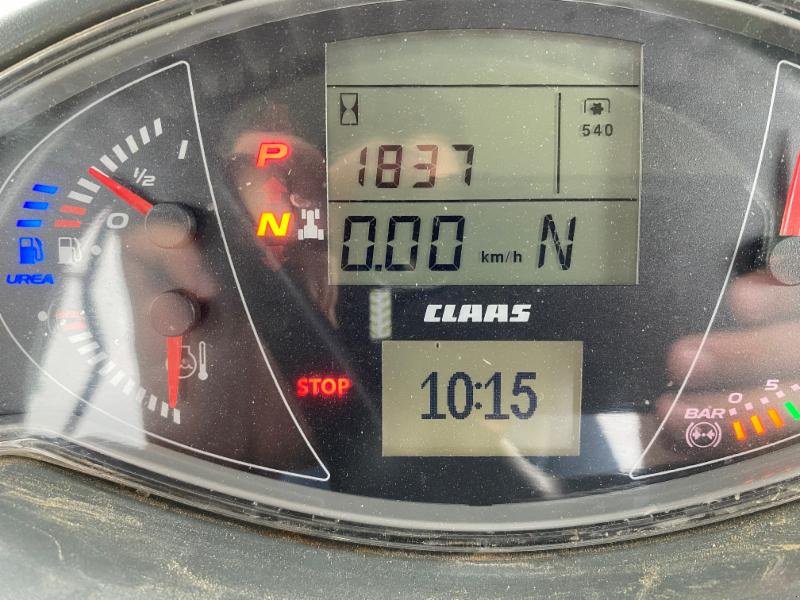 540
P
1837
1
1/2
0
N
0.00 km/h N
UREA
CLAAS
STOP
10:15
0 5
BAR